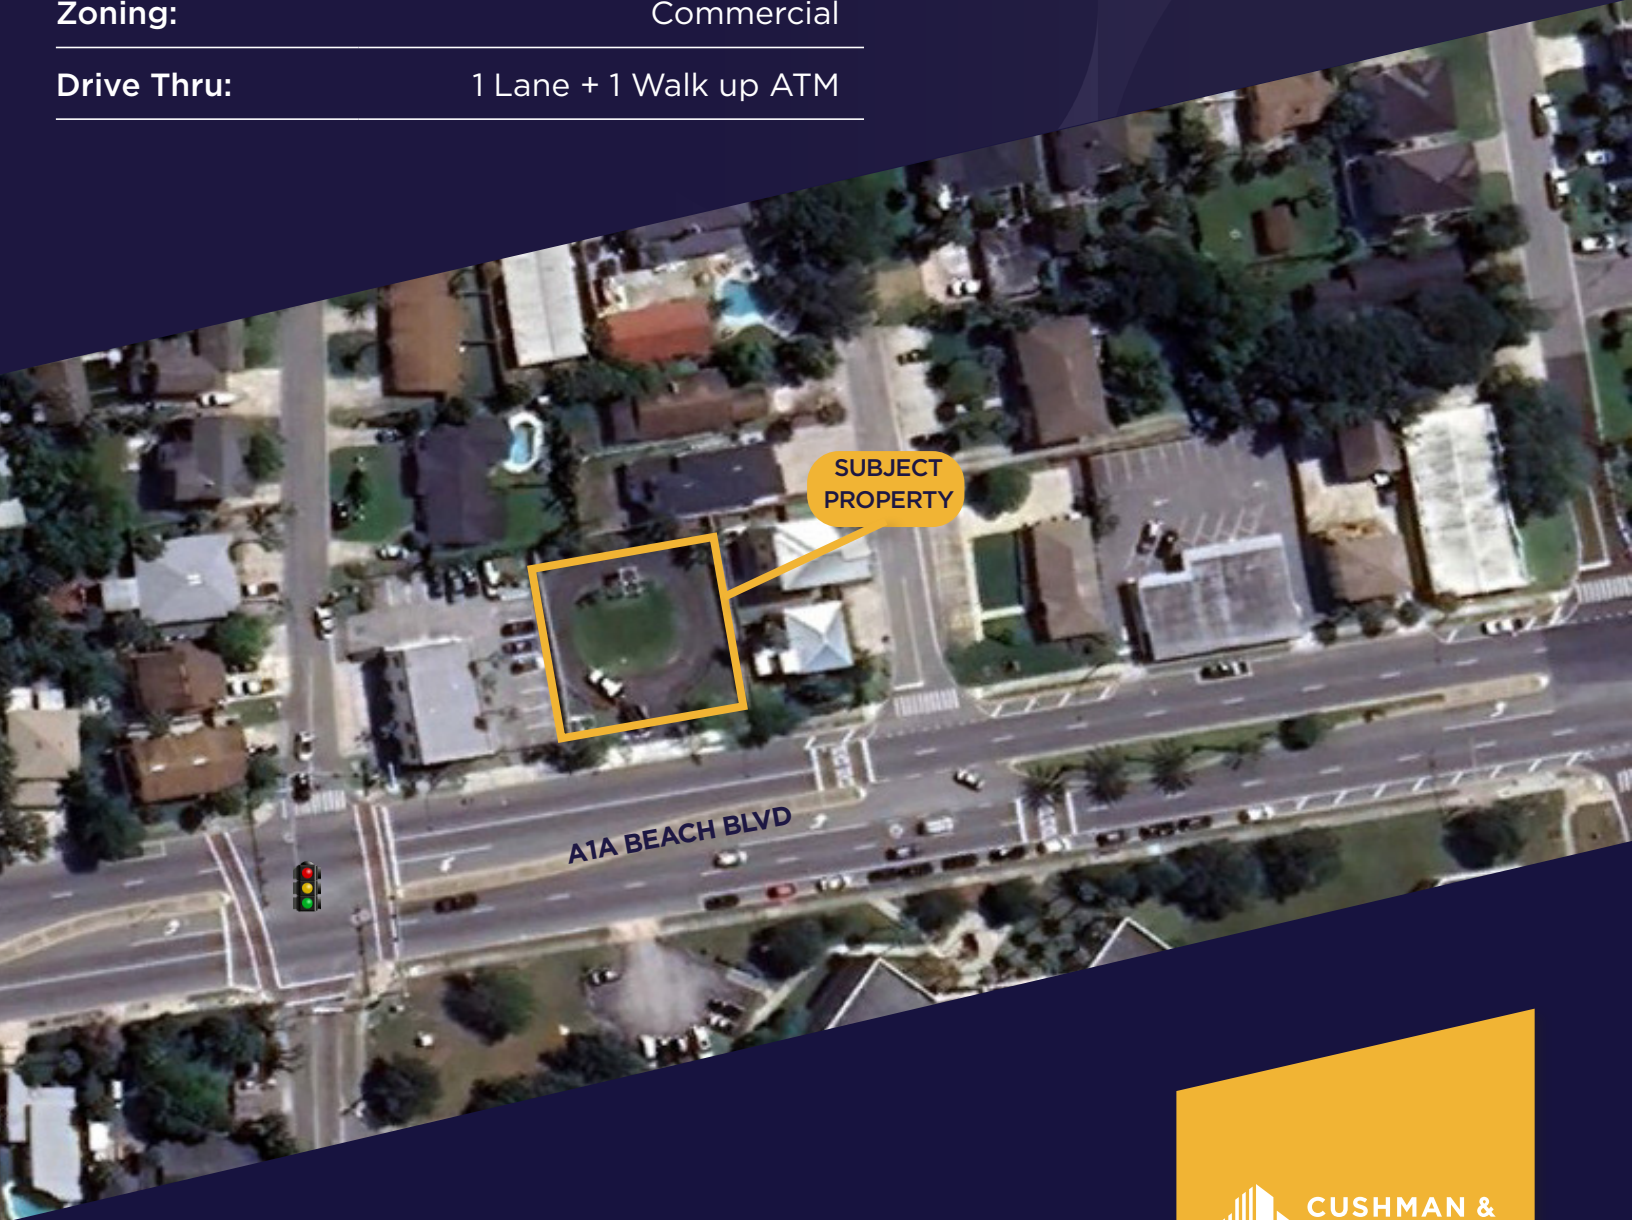 Zoning: Commercial
Drive Thru: 1 Lane + 1 Walk up ATM
SUBJECT
PROPERTY
A1A BEACH BLVD
CUSHMAN &